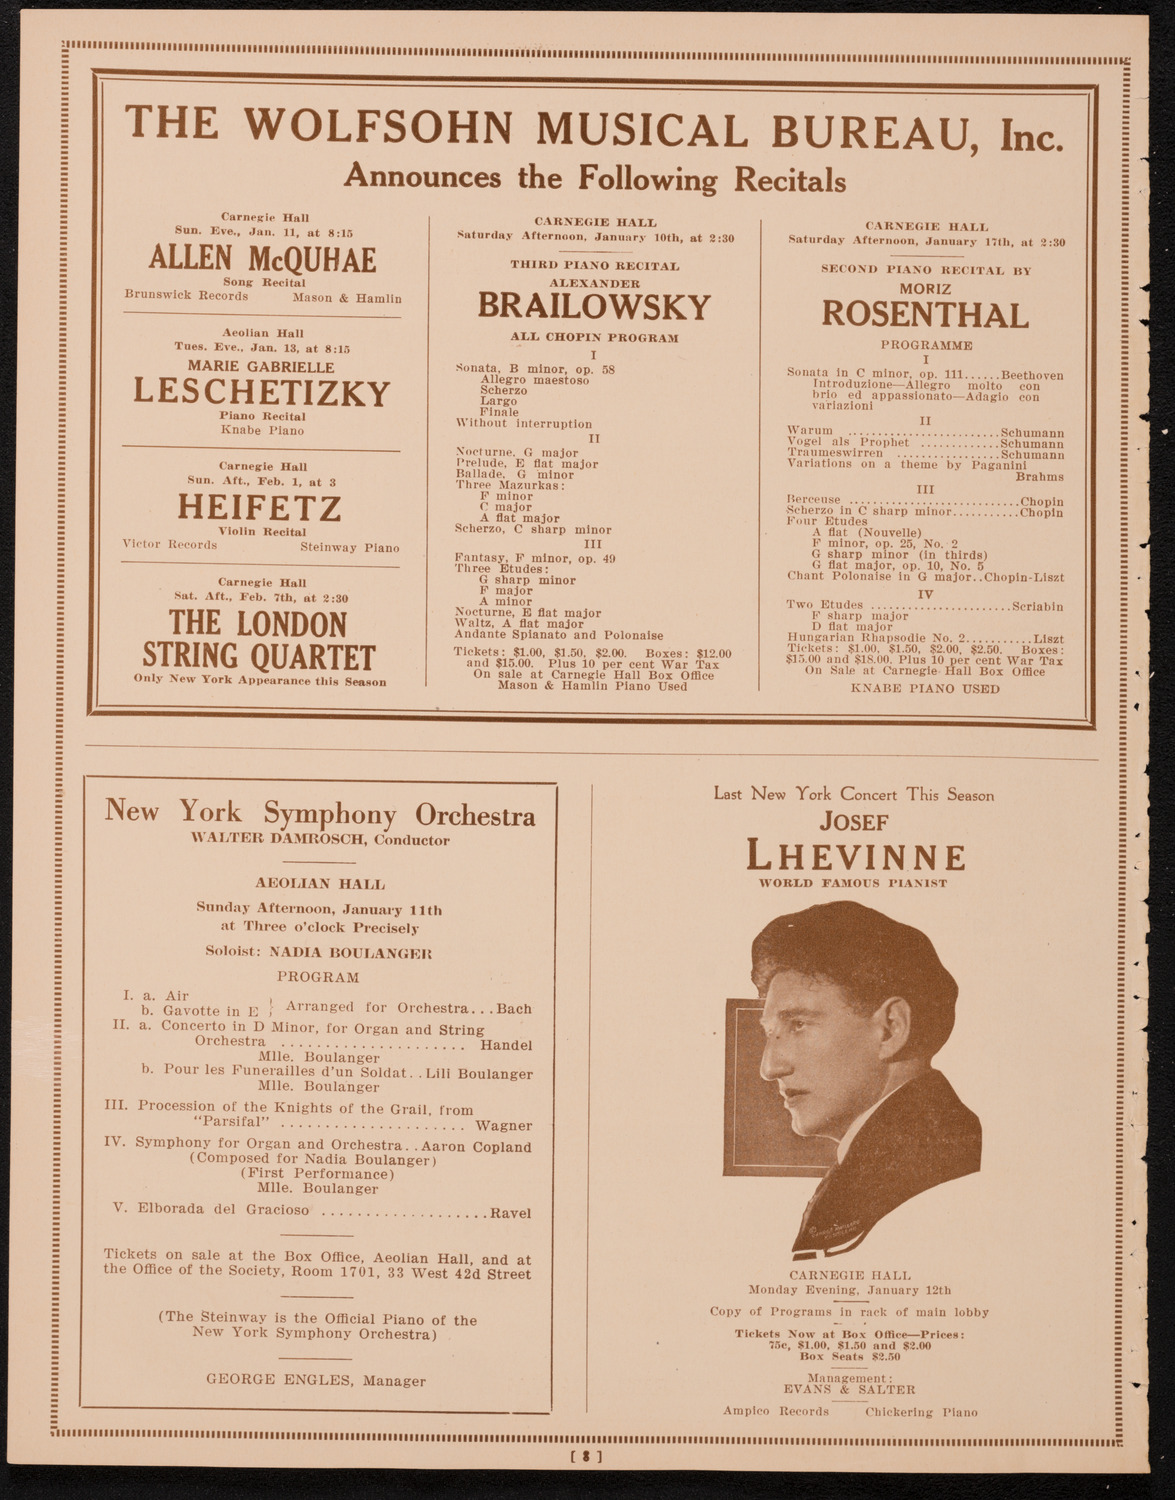 THE WOLFSOHN MUSICAL BUREAU, Inc.
Announces the Following Recitals
Carnegie Hall
Sun. Eve., Jan. 11, at 8:15
ALLEN McQUHAE
Song Recital
Brunswick Records Mason & Hamlin
Aeolian Hall
Tues. Eve., Jan. 13, at 8:15
MARIE GABRIELLE
LESCHETIZKY
Piano Recital
Knabe Piano
Carnegie Hall
Sun. Aft., Feb. 1, at 3
HEIFETZ
Violin Recital
Victor Records Steinway Piano
Carnegie Hall
Sat. Aft., Feb. 7th, at 2:30
THE LONDON
STRING QUARTET
Only New York Appearance this Season
CARNEGIE HALL
Saturday Afternoon, January 10th, at 2:30
THIRD PIANO RECITAL
ALEXANDER
BRAILOWSKY
ALL CHOPIN PROGRAM
I
Sonata, B minor, op. 58
Allegro maestoso
Scherzo
Largo
Finale
Without interruption
II
Nocturne, G major
Prelude, E flat major
Ballade, G minor
Three Mazurkas:
F minor
C major
A flat major
Scherzo, C sharp minor
III
Fantasy, F minor, op. 49
Three Etudes:
G sharp minor
F major
A minor
Nocturne, E flat major
Waltz, A flat major
Andante Spianato and Polonaise
Tickets: $1.00, $1.50, $2.00. Boxes: $12.00
and $15.00. Plus 10 per cent War Tax
On sale at Carnegie Hall Box Office
Mason & Hamlin Piano Used
CARNEGIE HALL
Saturday Afternoon, January 17th, at 2:30
SECOND PIANO RECITAL BY
MORIZ
ROSENTHAL
PROGRAMME
I
Sonata in C minor, op. 111......Beethoven
Introduzione—Allegro molto con
brio ed appassionato—Adagio con
variazioni
II
Warum ........................Schumann
Vogel als Prophet ..............Schumann
Traumeswirren ................Schumann
Variations on a theme by Paganini
Brahms
III
Berceuse ...........................Chopin
Scherzo in C sharp minor...........Chopin
Four Etudes
A flat (Nouvelle)
F minor, op. 25, No. 2
G sharp minor (in thirds)
G flat major, op. 10, No. 5
Chant Polonaise in G major..Chopin-Liszt
IV
Two Etudes .......................Scriabin
F sharp major
D flat major
Hungarian Rhapsodie No. 2...........Liszt
Tickets: $1.00, $1.50, $2.00, $2.50. Boxes:
$15.00 and $18.00. Plus 10 per cent War Tax
On Sale at Carnegie Hall Box Office
KNABE PIANO USED
New York Symphony Orchestra
WALTER DAMROSCH, Conductor
AEOLIAN HALL
Sunday Afternoon, January 11th
at Three o'clock Precisely
Soloist: NADIA BOULANGER
PROGRAM
I. a. Air
b. Gavotte in E } Arranged for Orchestra...Bach
II. a. Concerto in D Minor, for Organ and String
Orchestra .................... Handel
Mlle. Boulanger
b. Pour les Funerailles d'un Soldat..Lili Boulanger
Mlle. Boulanger
III. Procession of the Knights of the Grail, from
"Parsifal" .................... Wagner
IV. Symphony for Organ and Orchestra..Aaron Copland
(Composed for Nadia Boulanger)
(First Performance)
Mlle. Boulanger
V. Elborada del Gracioso ..................Ravel
Tickets on sale at the Box Office, Aeolian Hall, and at
the Office of the Society, Room 1701, 33 West 42d Street
(The Steinway is the Official Piano of the
New York Symphony Orchestra)
GEORGE ENGLES, Manager
Last New York Concert This Season
JOSEF
LHEVINNE
WORLD FAMOUS PIANIST
CARNEGIE HALL
Monday Evening, January 12th
Copy of Programs in rack of main lobby
Tickets Now at Box Office—Prices:
75c, $1.00, $1.50 and $2.00
Box Seats $2.50
Management:
EVANS & SALTER
Ampico Records Chickering Piano
[ 8 ]